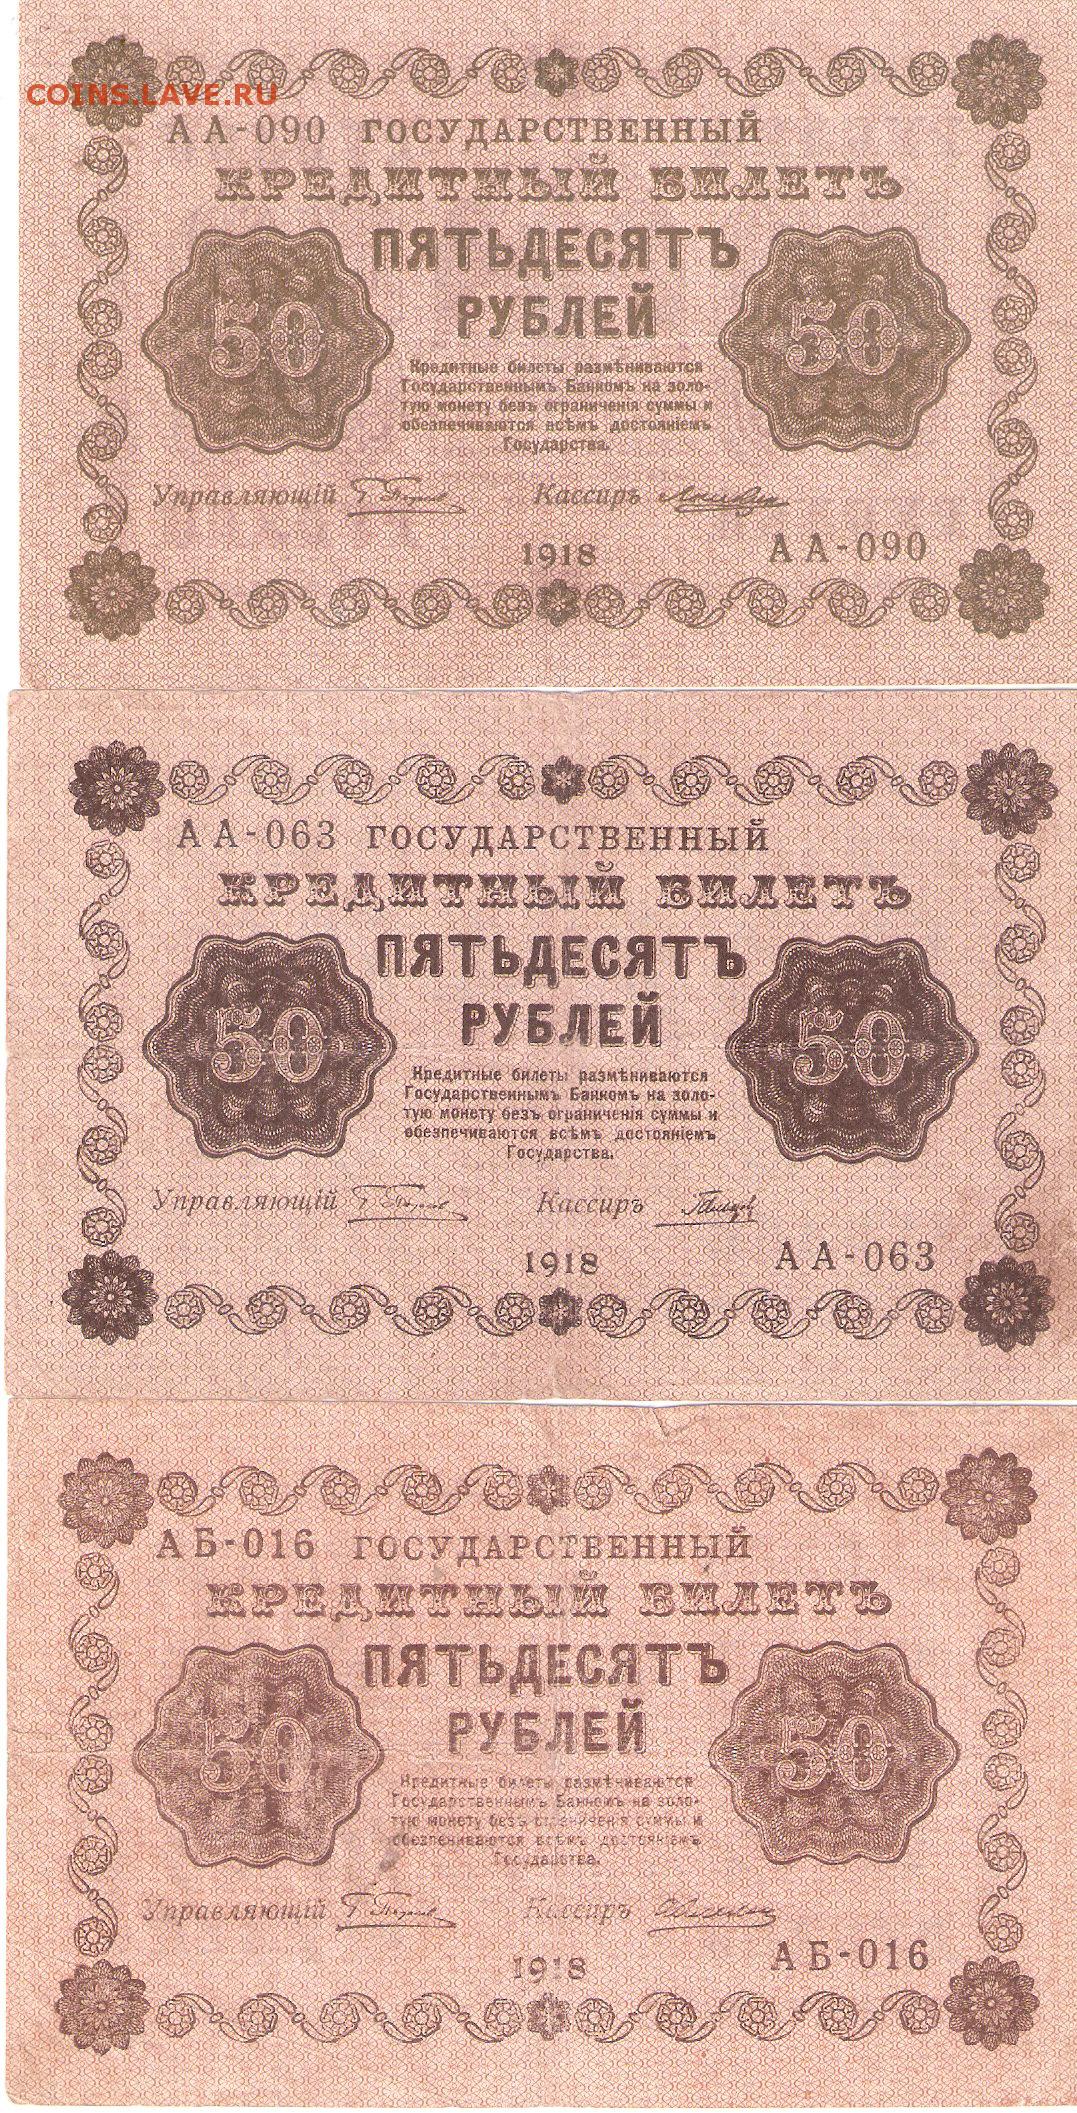 COINS.LAVE.RU
АА-090 ГОСУДАРСТВЕННЫЙ
КРЕДИТНЫЙ БИЛЕТЪ
ПЯТЬДЕСЯТЪ
РУБЛЕЙ
50 50
Кредитные билеты размѣниваются
Государственнымъ Банкомъ на золо-
тую монету безъ ограниченія суммы и
обезпечиваются всѣмъ достояніемъ
Государства.
Управляющій Кассиръ
1918 АА-090
АА-063 ГОСУДАРСТВЕННЫЙ
КРЕДИТНЫЙ БИЛЕТЪ
ПЯТЬДЕСЯТЪ
РУБЛЕЙ
50 50
Кредитные билеты размѣниваются
Государственнымъ Банкомъ на золо-
тую монету безъ ограниченія суммы и
обезпечиваются всѣмъ достояніемъ
Государства.
Управляющій Кассиръ
1918 АА-063
АБ-016 ГОСУДАРСТВЕННЫЙ
КРЕДИТНЫЙ БИЛЕТЪ
ПЯТЬДЕСЯТЪ
РУБЛЕЙ
50 50
Кредитные билеты размѣниваются
Государственнымъ Банкомъ на золо-
тую монету безъ ограниченія суммы и
обезпечиваются всѣмъ достояніемъ
Государства.
Управляющій Кассиръ
1918 АБ-016